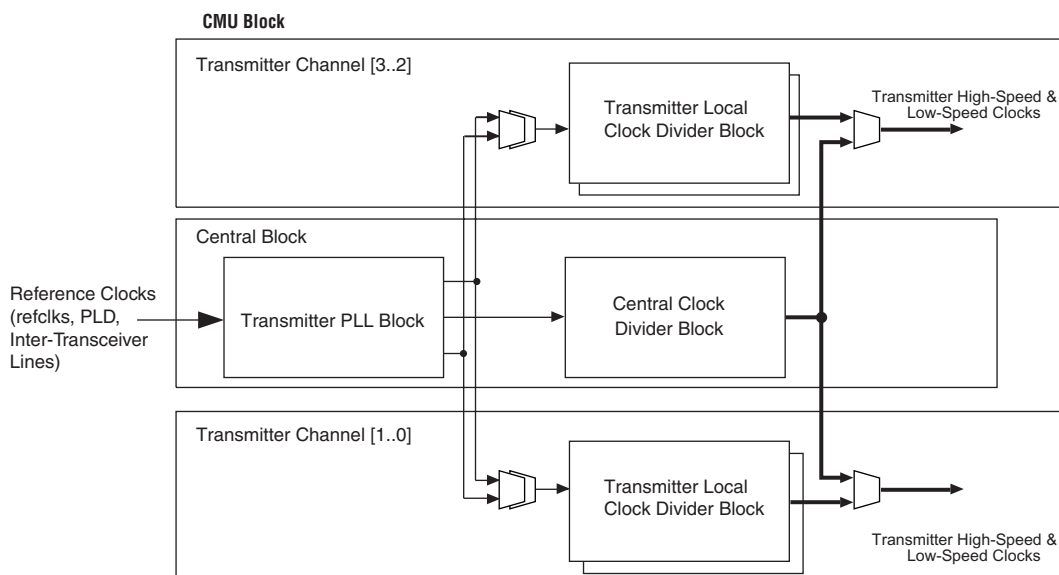 CMU Block
Transmitter Channel [3..2]
Transmitter Local
Clock Divider Block
Transmitter High-Speed &
Low-Speed Clocks
Central Block
Reference Clocks
(refclks, PLD,
Inter-Transceiver
Lines)
Transmitter PLL Block
Central Clock
Divider Block
Transmitter Channel [1..0]
Transmitter Local
Clock Divider Block
Transmitter High-Speed &
Low-Speed Clocks